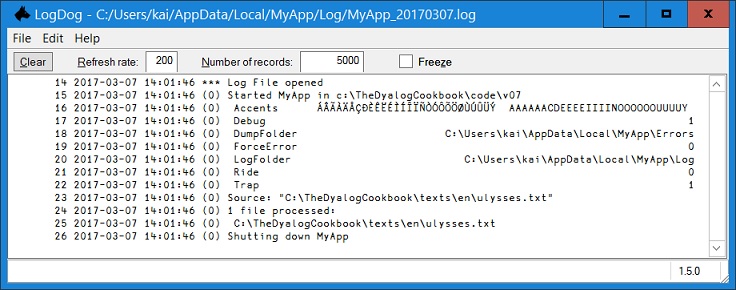 LogDog - C:/Users/kai/AppData/Local/MyApp/Log/MyApp_20170307.log
File Edit Help
Clear Refresh rate: 200 Number of records: 5000 Freeze
14 2017-03-07 14:01:46 *** Log File opened
15 2017-03-07 14:01:46 (0) Started MyApp in c:\TheDyalogCookbook\code\v07
16 2017-03-07 14:01:46 (0) Accents ÁÂÃÀÄÅÇÐÈÊËÉÌÍÎÏÑÒÓÔÕÖØÙÚÛÜÝ AAAAAACDEEEEIIIINOOOOOOUUUUY
17 2017-03-07 14:01:46 (0) Debug 1
18 2017-03-07 14:01:46 (0) DumpFolder C:\Users\kai\AppData\Local\MyApp\Errors
19 2017-03-07 14:01:46 (0) ForceError 0
20 2017-03-07 14:01:46 (0) LogFolder C:\Users\kai\AppData\Local\MyApp\Log
21 2017-03-07 14:01:46 (0) Ride 0
22 2017-03-07 14:01:46 (0) Trap 1
23 2017-03-07 14:01:46 (0) Source: "C:\TheDyalogCookbook\texts\en\ulysses.txt"
24 2017-03-07 14:01:46 (0) 1 file processed:
25 2017-03-07 14:01:46 (0) C:\TheDyalogCookbook\texts\en\ulysses.txt
26 2017-03-07 14:01:46 (0) Shutting down MyApp
1.5.0